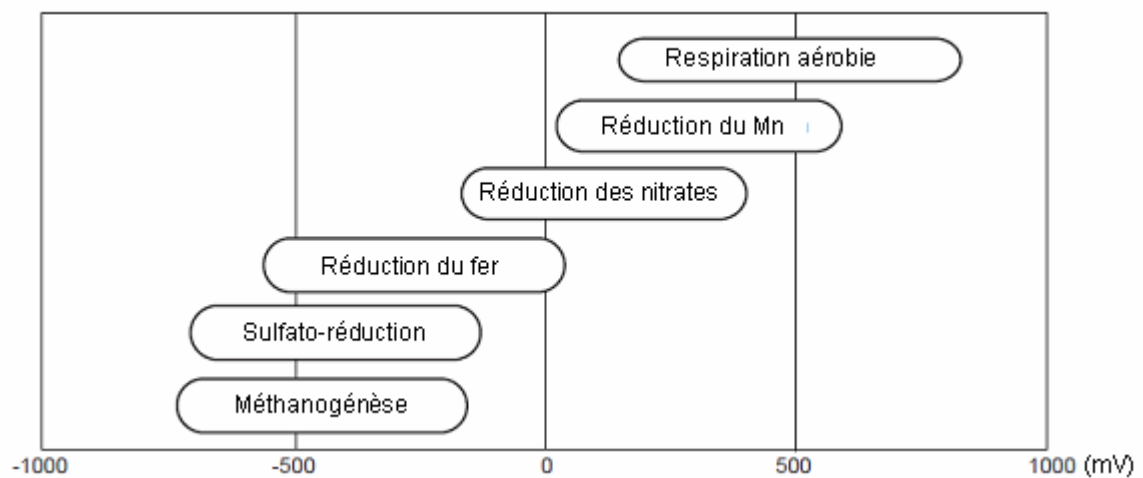 Respiration aérobie
Réduction du Mn
Réduction des nitrates
Réduction du fer
Sulfato-réduction
Méthanogénèse
-1000 -500 0 500 1000 (mV)